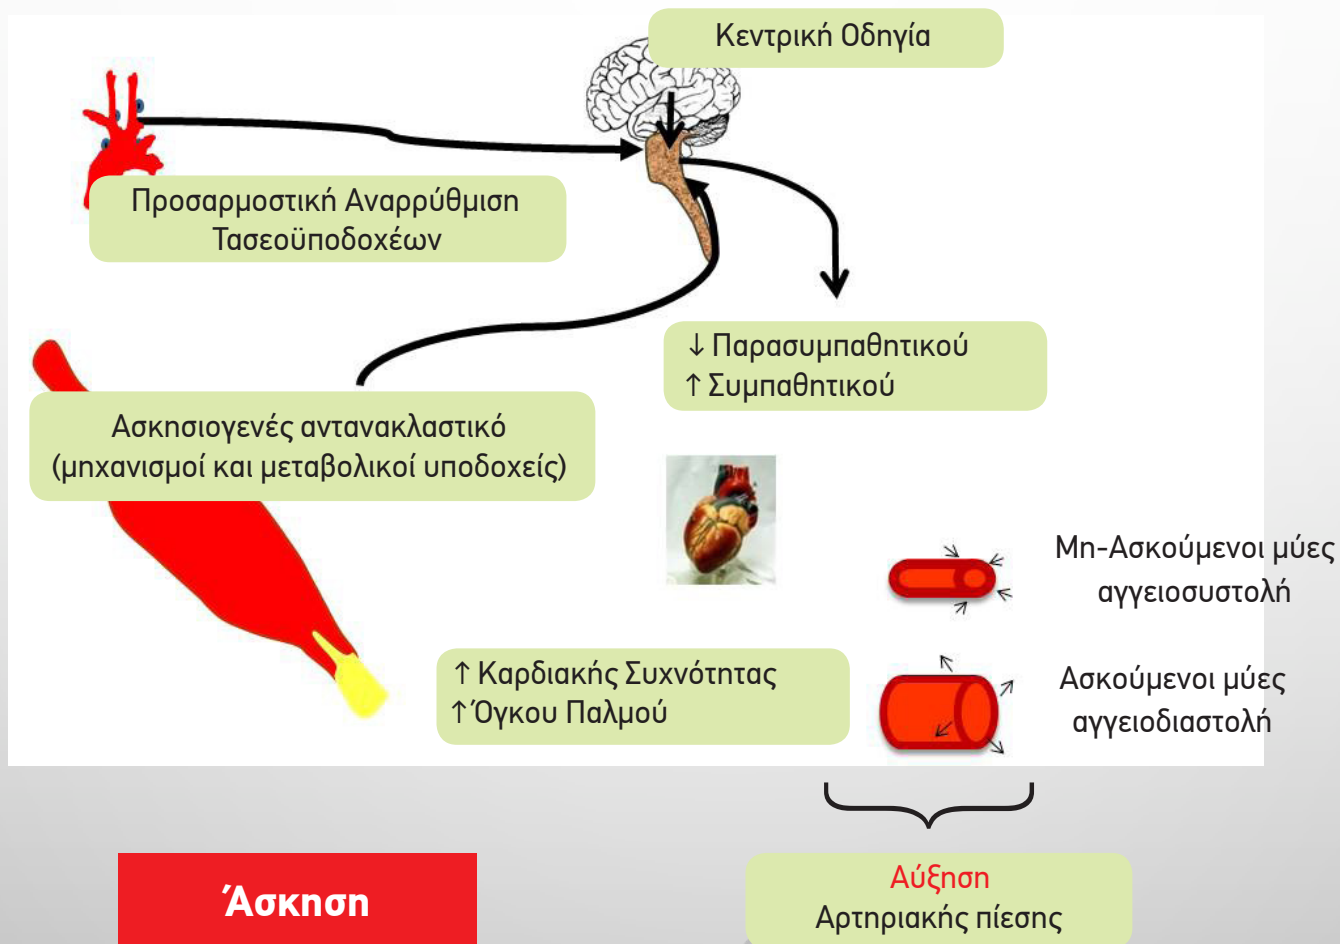 Κεντρική Οδηγία
Προσαρμοστική Αναρρύθμιση
Τασεοϋποδοχέων
↓ Παρασυμπαθητικού
↑ Συμπαθητικού
Ασκησιογενές αντανακλαστικό
(μηχανισμοί και μεταβολικοί υποδοχείς)
Μη-Ασκούμενοι μύες
αγγειοσυστολή
↑ Καρδιακής Συχνότητας
↑ Όγκου Παλμού
Ασκούμενοι μύες
αγγειοδιαστολή
Άσκηση
Αύξηση
Αρτηριακής πίεσης